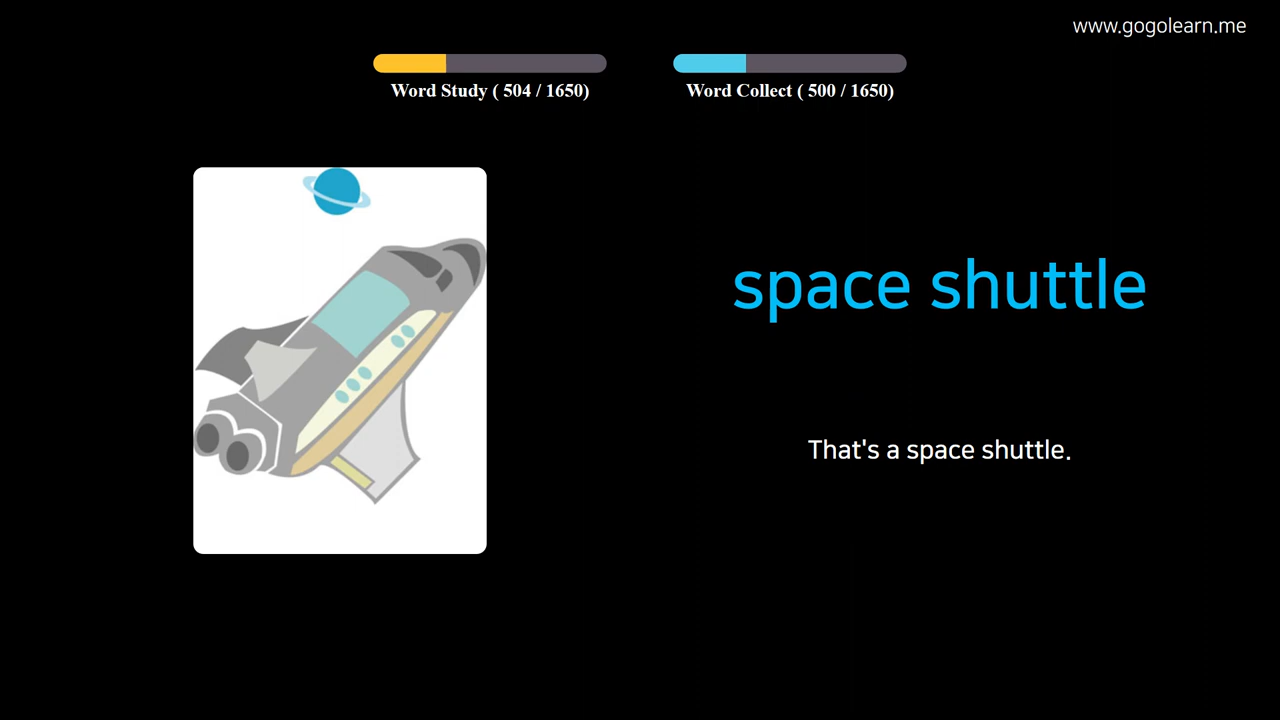 www.gogolearn.me
Word Study ( 504 / 1650)
Word Collect ( 500 / 1650)
space shuttle
That's a space shuttle.